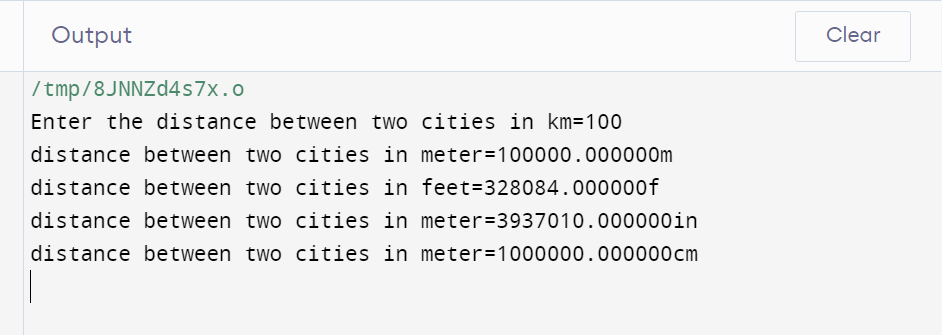 Output
Clear
/tmp/8JNNZd4s7x.o
Enter the distance between two cities in km=100
distance between two cities in meter=100000.000000m
distance between two cities in feet=328084.000000f
distance between two cities in meter=3937010.000000in
distance between two cities in meter=1000000.000000cm